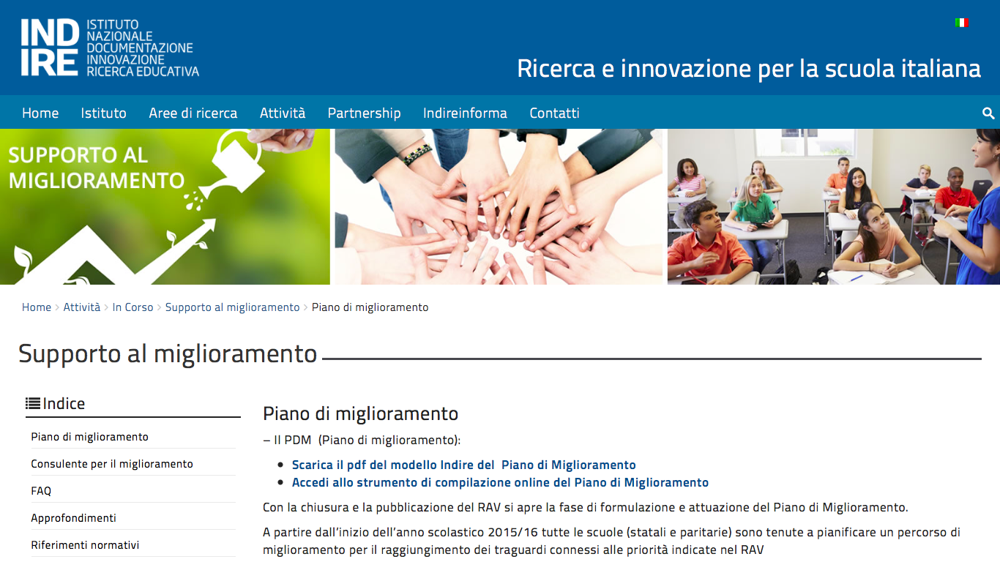 IND
IRE
ISTITUTO
NAZIONALE
DOCUMENTAZIONE
INNOVAZIONE
RICERCA EDUCATIVA
Ricerca e innovazione per la scuola italiana
Home Istituto Aree di ricerca Attività Partnership Indireinforma Contatti
SUPPORTO AL
MIGLIORAMENTO
Home > Attività > In Corso > Supporto al miglioramento > Piano di miglioramento
Supporto al miglioramento
Indice
Piano di miglioramento
Consulente per il miglioramento
FAQ
Approfondimenti
Riferimenti normativi
Piano di miglioramento
– Il PDM (Piano di miglioramento):
• Scarica il pdf del modello Indire del Piano di Miglioramento
• Accedi allo strumento di compilazione online del Piano di Miglioramento
Con la chiusura e la pubblicazione del RAV si apre la fase di formulazione e attuazione del Piano di Miglioramento.
A partire dall’inizio dell’anno scolastico 2015/16 tutte le scuole (statali e paritarie) sono tenute a pianificare un percorso di
miglioramento per il raggiungimento dei traguardi connessi alle priorità indicate nel RAV